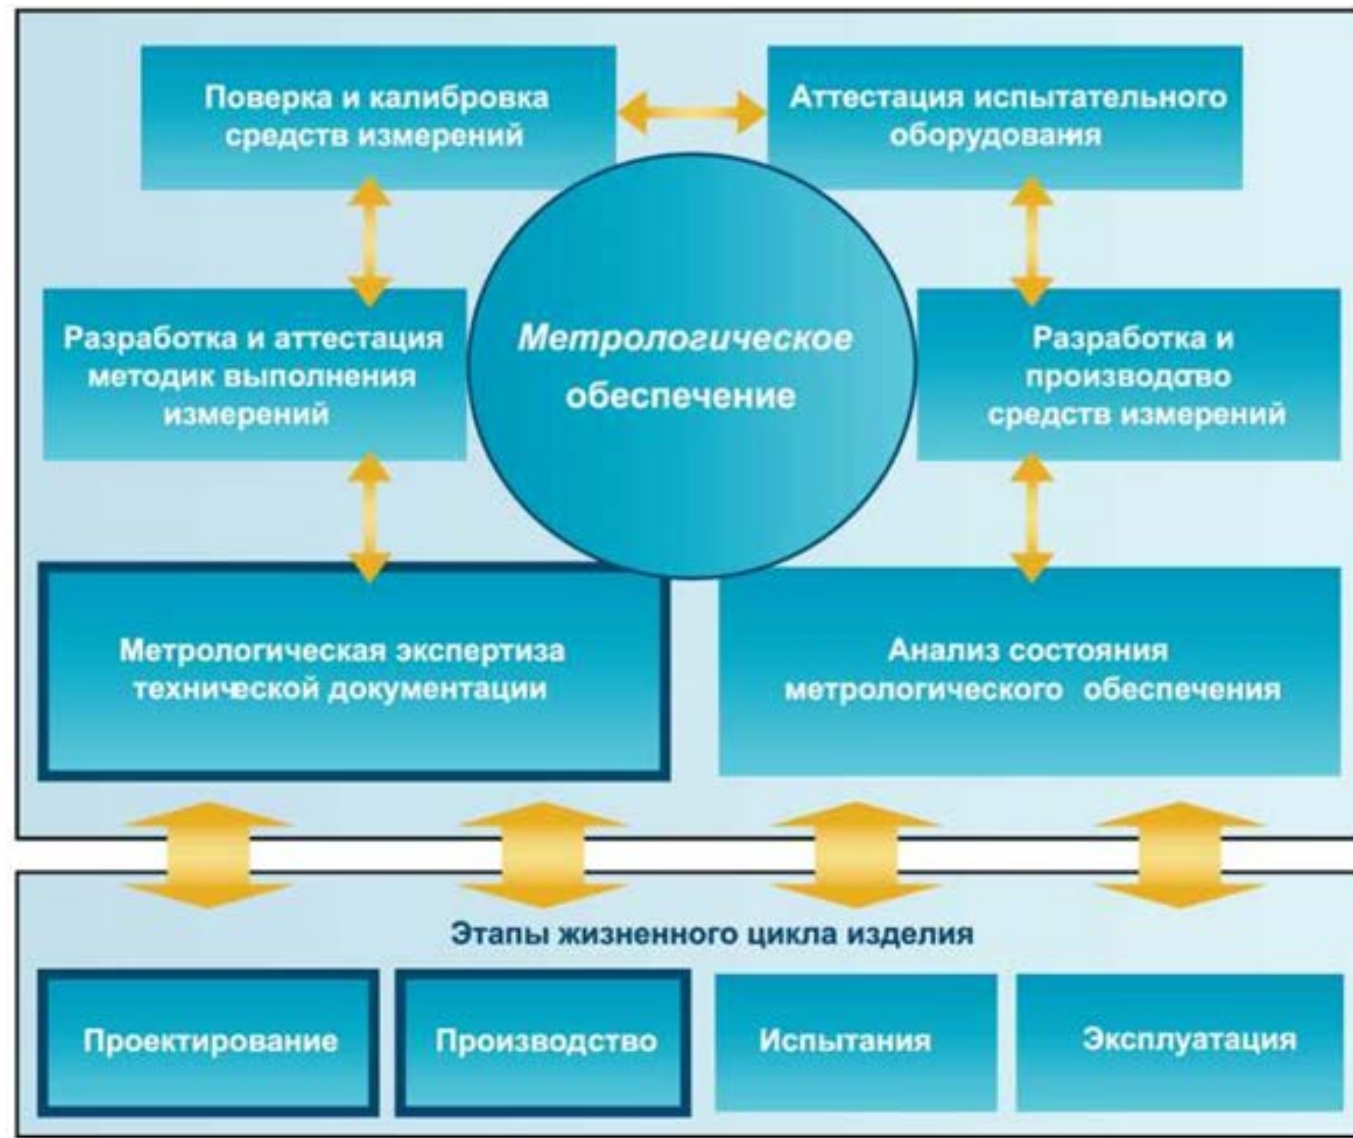 Поверка и калибровка
средств измерений
Аттестация испытательного
оборудования
Разработка и аттестация
методик выполнения
измерений
Метрологическое
обеспечение
Разработка и
производство
средств измерений
Метрологическая экспертиза
технической документации
Анализ состояния
метрологического обеспечения
Этапы жизненного цикла изделия
Проектирование
Производство
Испытания
Эксплуатация